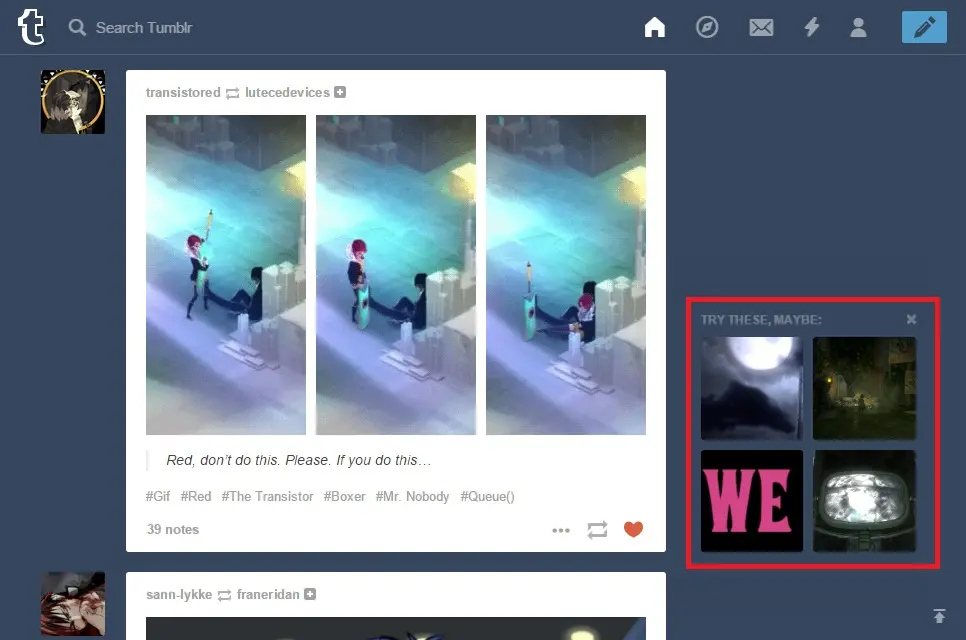 Search Tumblr
transistored lutecedevices
Red, don't do this. Please. If you do this…
#Gif #Red #The Transistor #Boxer #Mr. Nobody #Queue()
39 notes
TRY THESE, MAYBE:
WE
sann-lykke franeridan